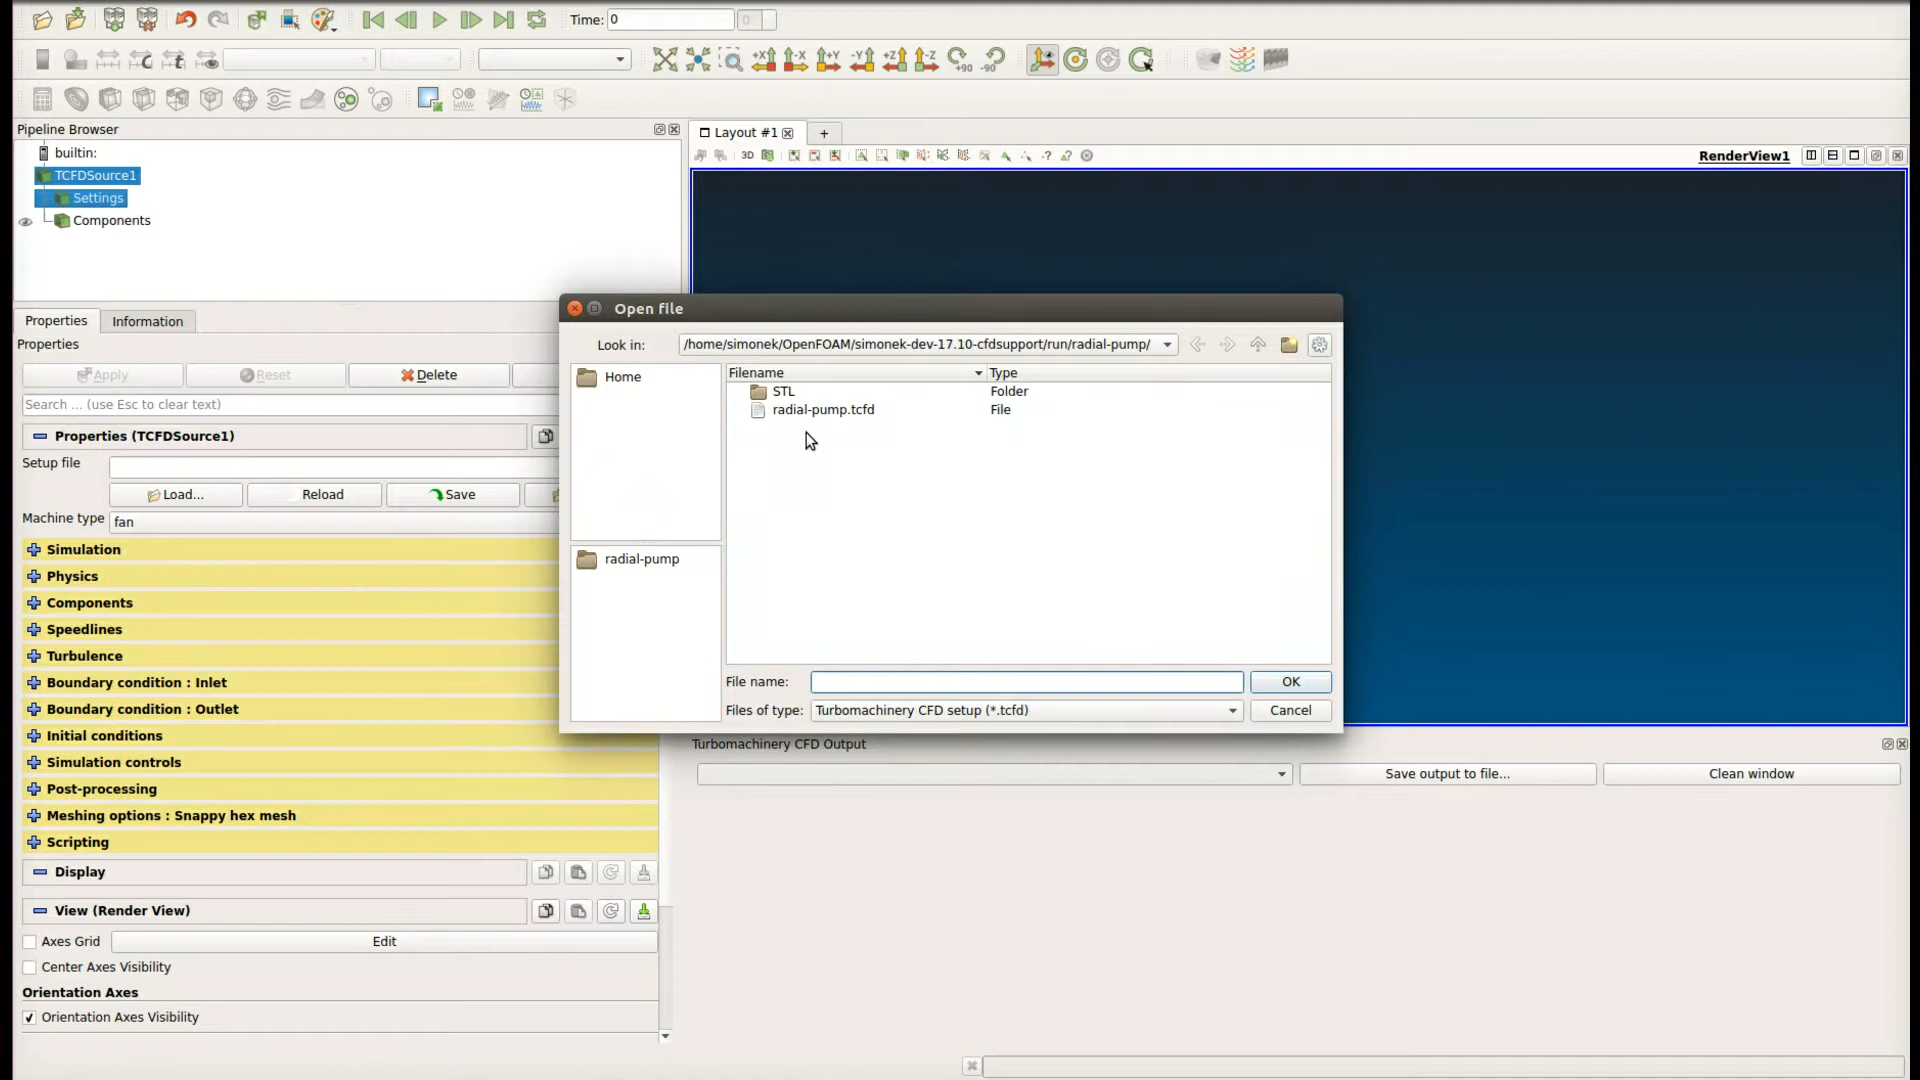 Time: 0
0
+X -X +Y -Y +Z -Z +90 -90
Pipeline Browser
builtin:
TCFDSource1
Settings
Components
Layout #1
+
3D
RenderView1
Properties
Information
Properties
Apply
Reset
Delete
Search ... (use Esc to clear text)
Properties (TCFDSource1)
Setup file
Load...
Reload
Save
Machine type
fan
Simulation
Physics
Components
Speedlines
Turbulence
Boundary condition : Inlet
Boundary condition : Outlet
Initial conditions
Simulation controls
Post-processing
Meshing options : Snappy hex mesh
Scripting
Display
View (Render View)
Axes Grid
Edit
Center Axes Visibility
Orientation Axes
Orientation Axes Visibility
Open file
Look in:
/home/simonek/OpenFOAM/simonek-dev-17.10-cfdsupport/run/radial-pump/
Home
radial-pump
Filename
Type
STL
Folder
radial-pump.tcfd
File
File name:
OK
Files of type:
Turbomachinery CFD setup (*.tcfd)
Cancel
Turbomachinery CFD Output
Save output to file...
Clean window